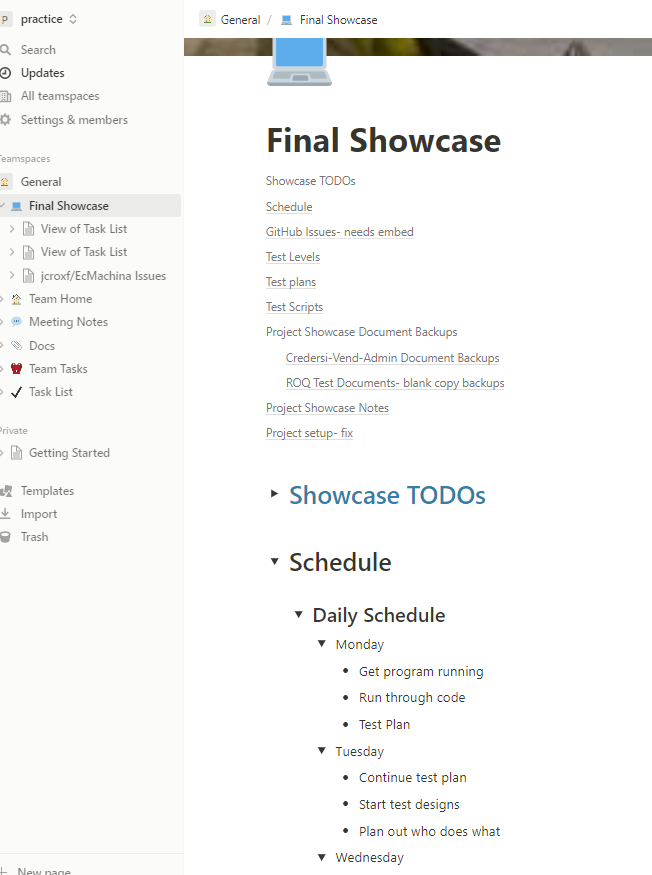 P practice
Search
Updates
All teamspaces
Settings & members
Teamspaces
General
Final Showcase
View of Task List
View of Task List
jcroxf/EcMachina Issues
Team Home
Meeting Notes
Docs
Team Tasks
Task List
Private
Getting Started
Templates
Import
Trash
New page
General / Final Showcase
Final Showcase
Showcase TODOs
Schedule
GitHub Issues- needs embed
Test Levels
Test plans
Test Scripts
Project Showcase Document Backups
Credersi-Vend-Admin Document Backups
ROQ Test Documents- blank copy backups
Project Showcase Notes
Project setup- fix
Showcase TODOs
Schedule
Daily Schedule
Monday
Get program running
Run through code
Test Plan
Tuesday
Continue test plan
Start test designs
Plan out who does what
Wednesday